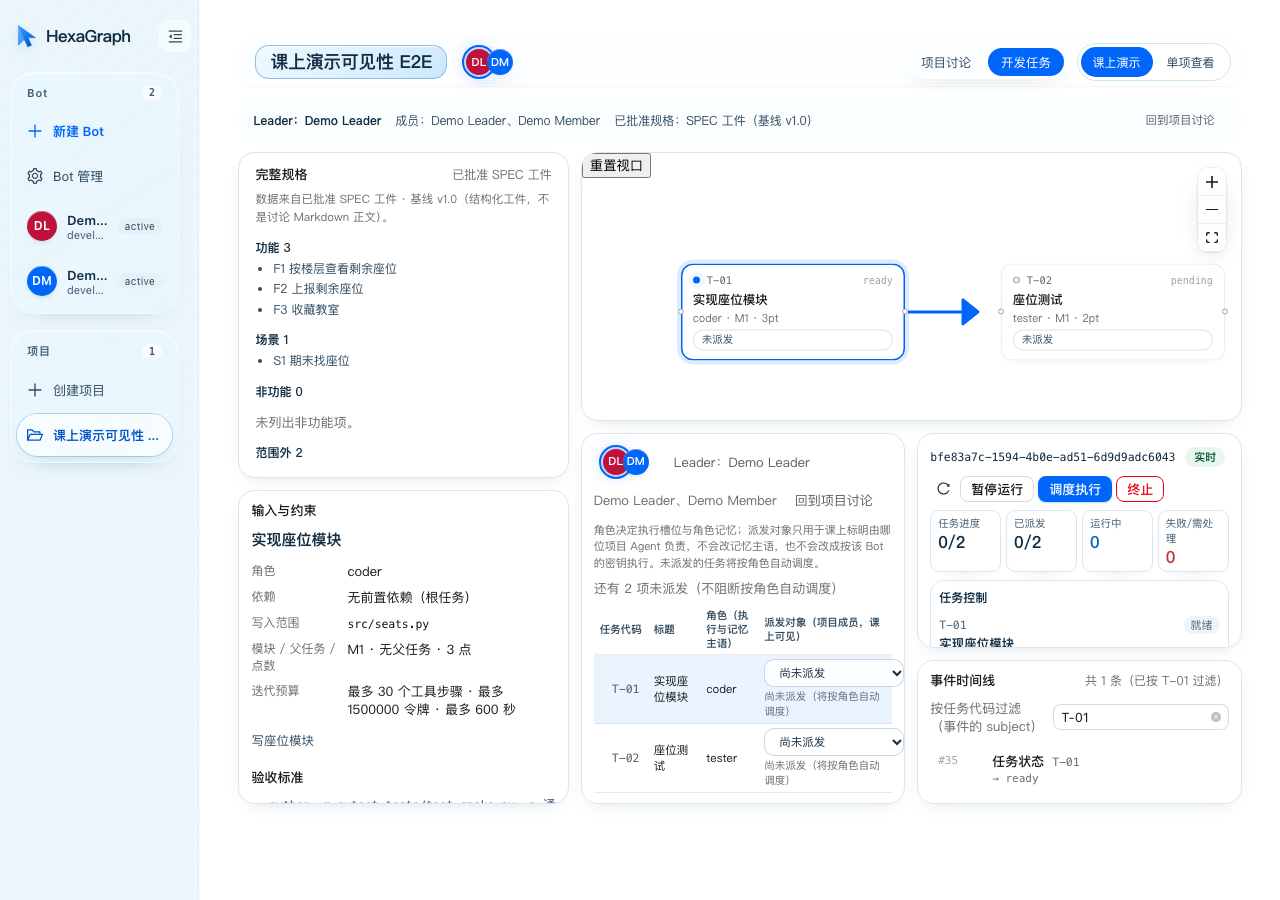 HexaGraph
Bot
2
新建 Bot
Bot 管理
DL
Dem...
devel...
active
DM
Dem...
devel...
active
项目
1
创建项目
课上演示可见性 ...
课上演示可见性 E2E
DL
DM
项目讨论
开发任务
课上演示
单项查看
Leader：Demo Leader
成员：Demo Leader、Demo Member
已批准规格：SPEC 工件（基线 v1.0）
回到项目讨论
完整规格
已批准 SPEC 工件
数据来自已批准 SPEC 工件 · 基线 v1.0（结构化工件，不
是讨论 Markdown 正文）。
功能 3
• F1 按楼层查看剩余座位
• F2 上报剩余座位
• F3 收藏教室
场景 1
• S1 期末找座位
非功能 0
未列出非功能项。
范围外 2
输入与约束
实现座位模块
角色
coder
依赖
无前置依赖（根任务）
写入范围
src/seats.py
模块 / 父任务 /
点数
M1 · 无父任务 · 3 点
迭代预算
最多 30 个工具步骤 · 最多
1500000 令牌 · 最多 600 秒
写座位模块
验收标准
重置视口
T-01
ready
实现座位模块
coder · M1 · 3pt
未派发
T-02
pending
座位测试
tester · M1 · 2pt
未派发
DL
DM
Leader：Demo Leader
Demo Leader、Demo Member
回到项目讨论
角色决定执行槽位与角色记忆；派发对象只用于课上标明由哪
位项目 Agent 负责，不会改记忆主语，也不会改成按该 Bot
的密钥执行。未派发的任务将按角色自动调度。
还有 2 项未派发（不阻断按角色自动调度）
任务代码
标题
角色（执
行与记忆
主语）
派发对象（项目成员，课
上可见）
T-01
实现座
位模块
coder
尚未派发
尚未派发（将按角色自动
调度）
T-02
座位测
试
tester
尚未派发
尚未派发（将按角色自动
调度）
bfe83a7c-1594-4b0e-ad51-6d9d9adc6043
实时
暂停运行
调度执行
终止
任务进度
0/2
已派发
0/2
运行中
0
失败/需处
理
0
任务控制
T-01
就绪
实现座位模块
事件时间线
共 1 条（已按 T-01 过滤）
按任务代码过滤
（事件的 subject）
T-01
#35
任务状态 T-01
→ ready